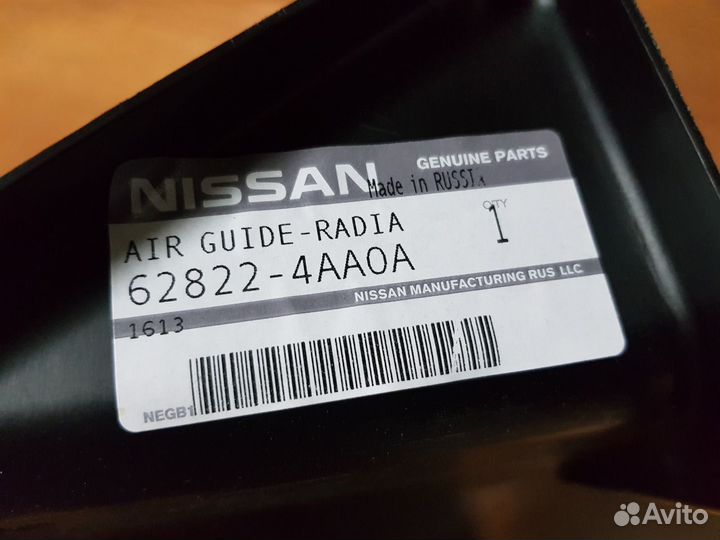 NISSAN
GENUINE PARTS
Made in RUSSIA
AIR GUIDE-RADIA
QTY
1
62822-4AA0A
NISSAN MANUFACTURING RUS LLC
1613
NEGB1
Avito